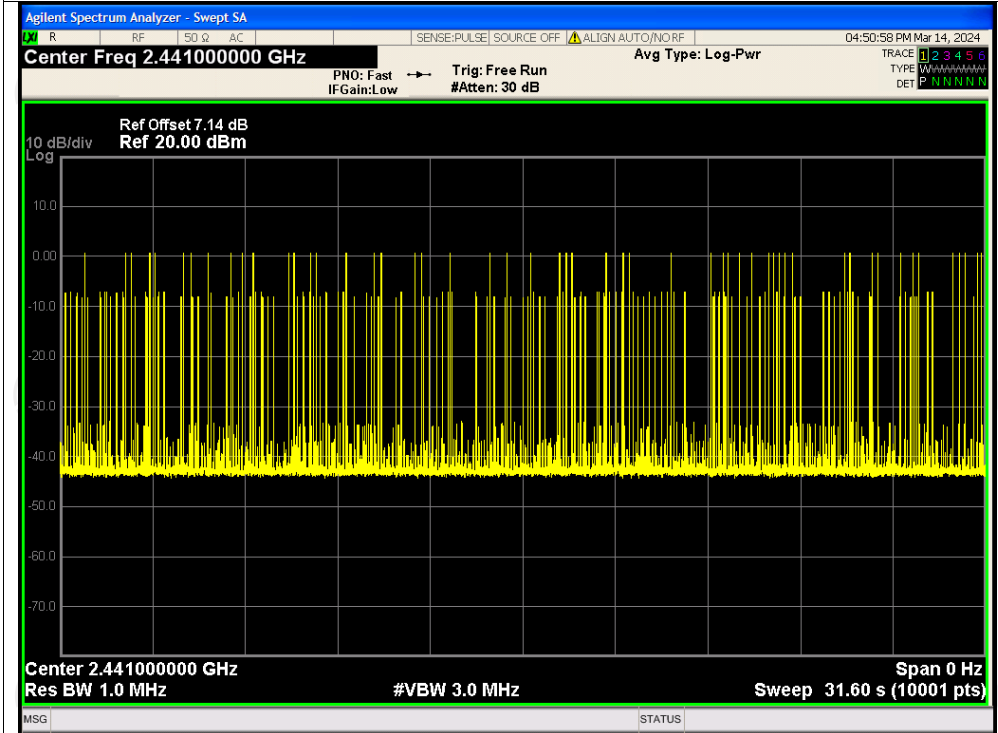 Agilent Spectrum Analyzer - Swept SA
LXI R RF 50 Ω AC SENSE:PULSE SOURCE OFF ALIGN AUTO/NO RF 04:50:58 PM Mar 14, 2024
Center Freq 2.441000000 GHz Avg Type: Log-Pwr TRACE 1 2 3 4 5 6
PNO: Fast Trig: Free Run TYPE W
IFGain:Low #Atten: 30 dB DET P N N N N N
Ref Offset 7.14 dB
10 dB/div Ref 20.00 dBm
Log
10.0
0.00
-10.0
-20.0
-30.0
-40.0
-50.0
-60.0
-70.0
Center 2.441000000 GHz Span 0 Hz
Res BW 1.0 MHz #VBW 3.0 MHz Sweep 31.60 s (10001 pts)
MSG STATUS